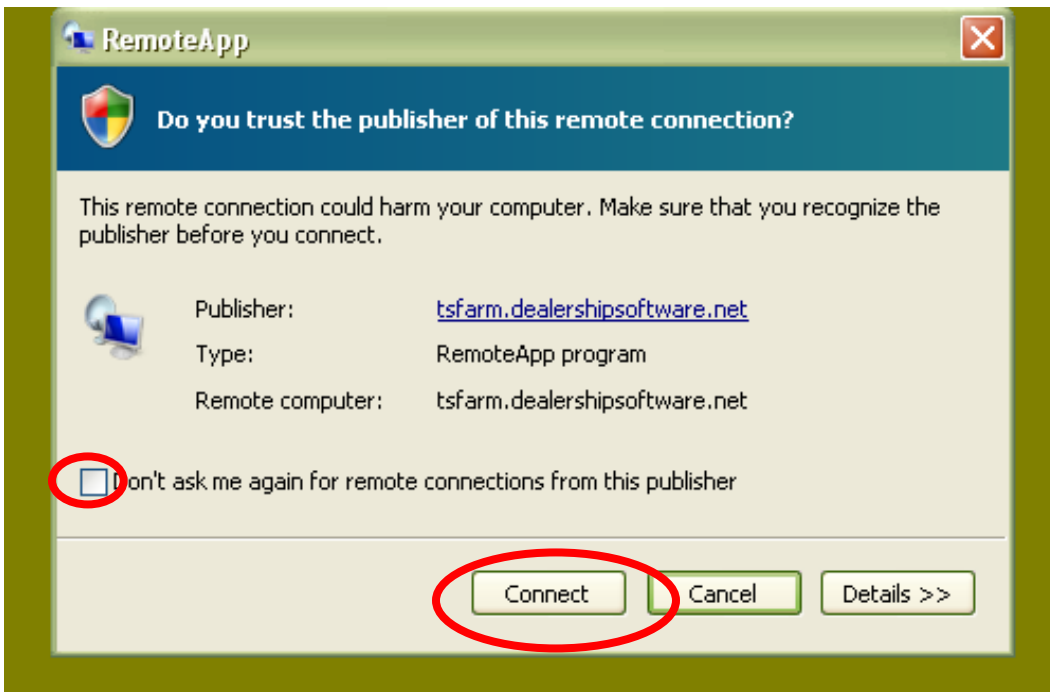 RemoteApp
Do you trust the publisher of this remote connection?
This remote connection could harm your computer. Make sure that you recognize the
publisher before you connect.
Publisher: tsfarm.dealershipsoftware.net
Type: RemoteApp program
Remote computer: tsfarm.dealershipsoftware.net
Don't ask me again for remote connections from this publisher
Connect Cancel Details >>